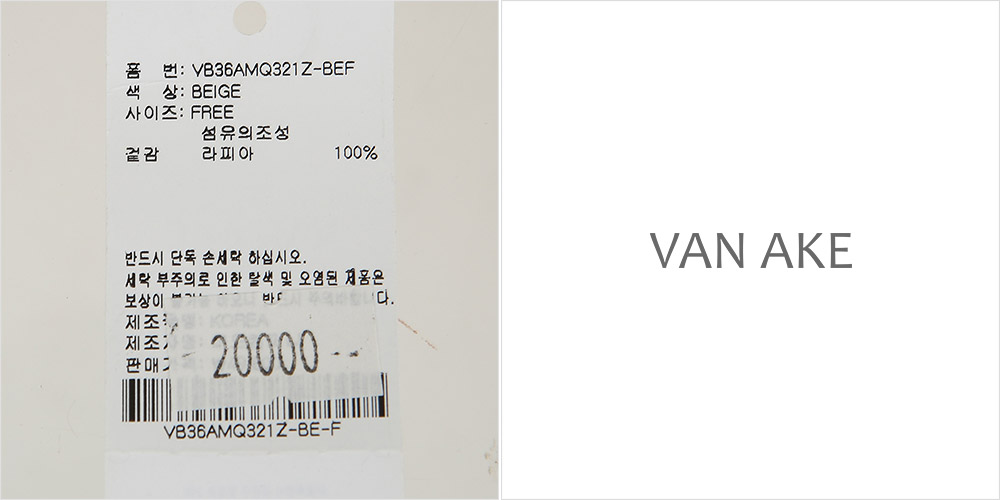 품 번: VB36AMQ321Z-BEF
색 상: BEIGE
사이즈: FREE
섬유의조성
겉감 라피아 100%
반드시 단독 손세탁 하십시오.
세탁 부주의로 인한 탈색 및 오염된 제품은
보상이
제조
KOREA
제조
판매
20000
VB36AMQ321Z-BE-F
VAN AKE